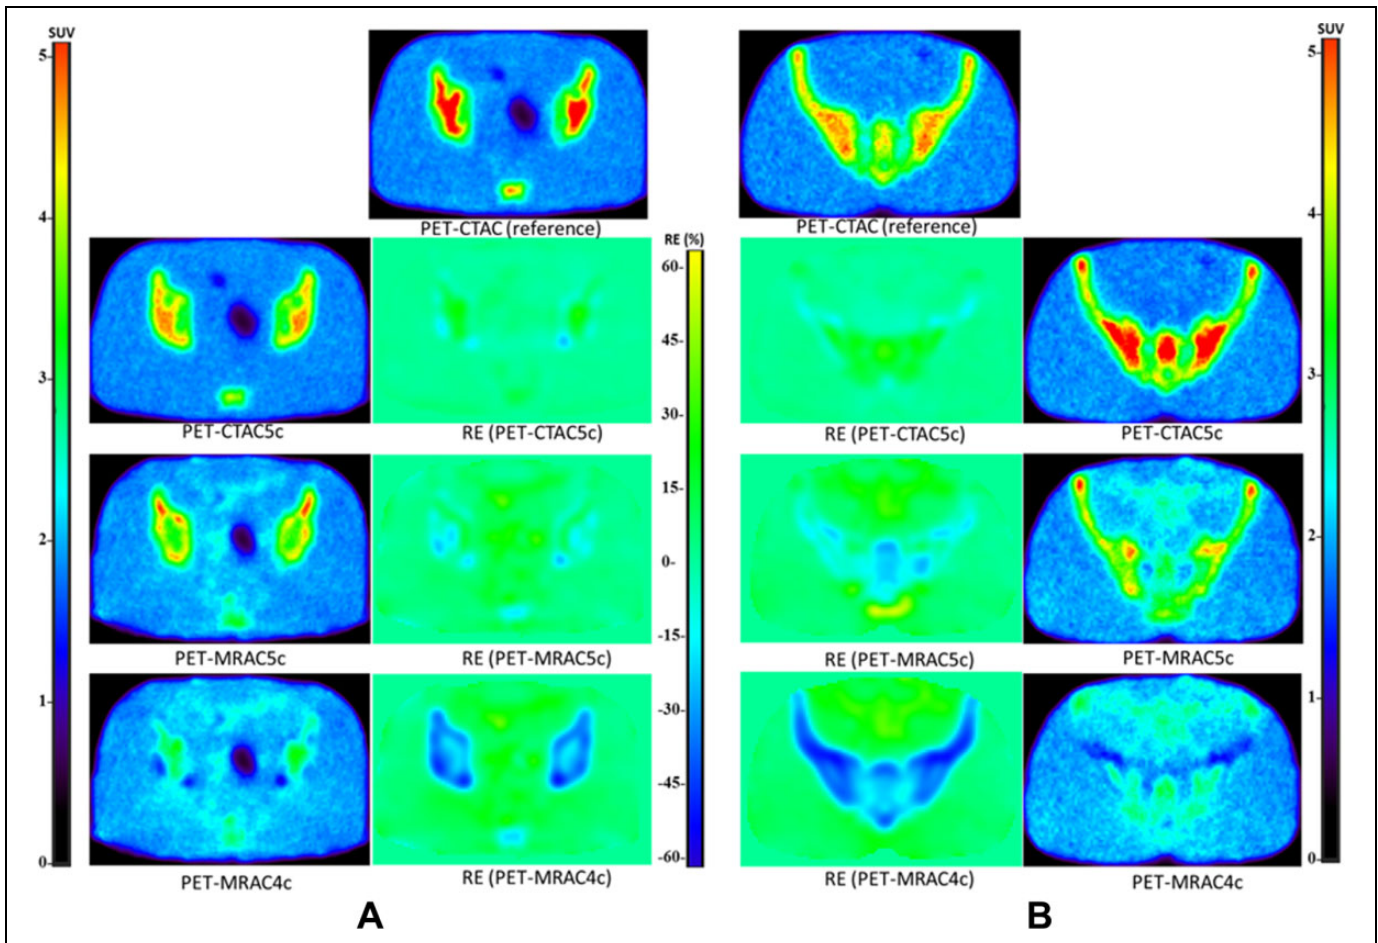 SUV
5-
4-
3-
2-
1-
0-
PET-CTAC (reference)
PET-CTAC (reference)
SUV
5-
4-
3-
2-
1-
0-
RE (%)
60-
45-
30-
15-
0-
-15-
-30-
-45-
-60-
PET-CTAC5c
RE (PET-CTAC5c)
RE (PET-CTAC5c)
PET-CTAC5c
PET-MRAC5c
RE (PET-MRAC5c)
RE (PET-MRAC5c)
PET-MRAC5c
PET-MRAC4c
RE (PET-MRAC4c)
RE (PET-MRAC4c)
PET-MRAC4c
A
B